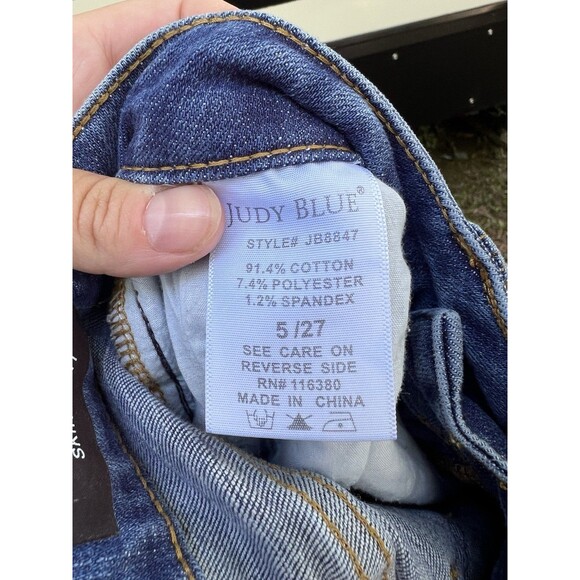 JUDY BLUE®
STYLE# JB8847
91.4% COTTON
7.4% POLYESTER
1.2% SPANDEX
5 /27
SEE CARE ON
REVERSE SIDE
RN# 116380
MADE IN CHINA